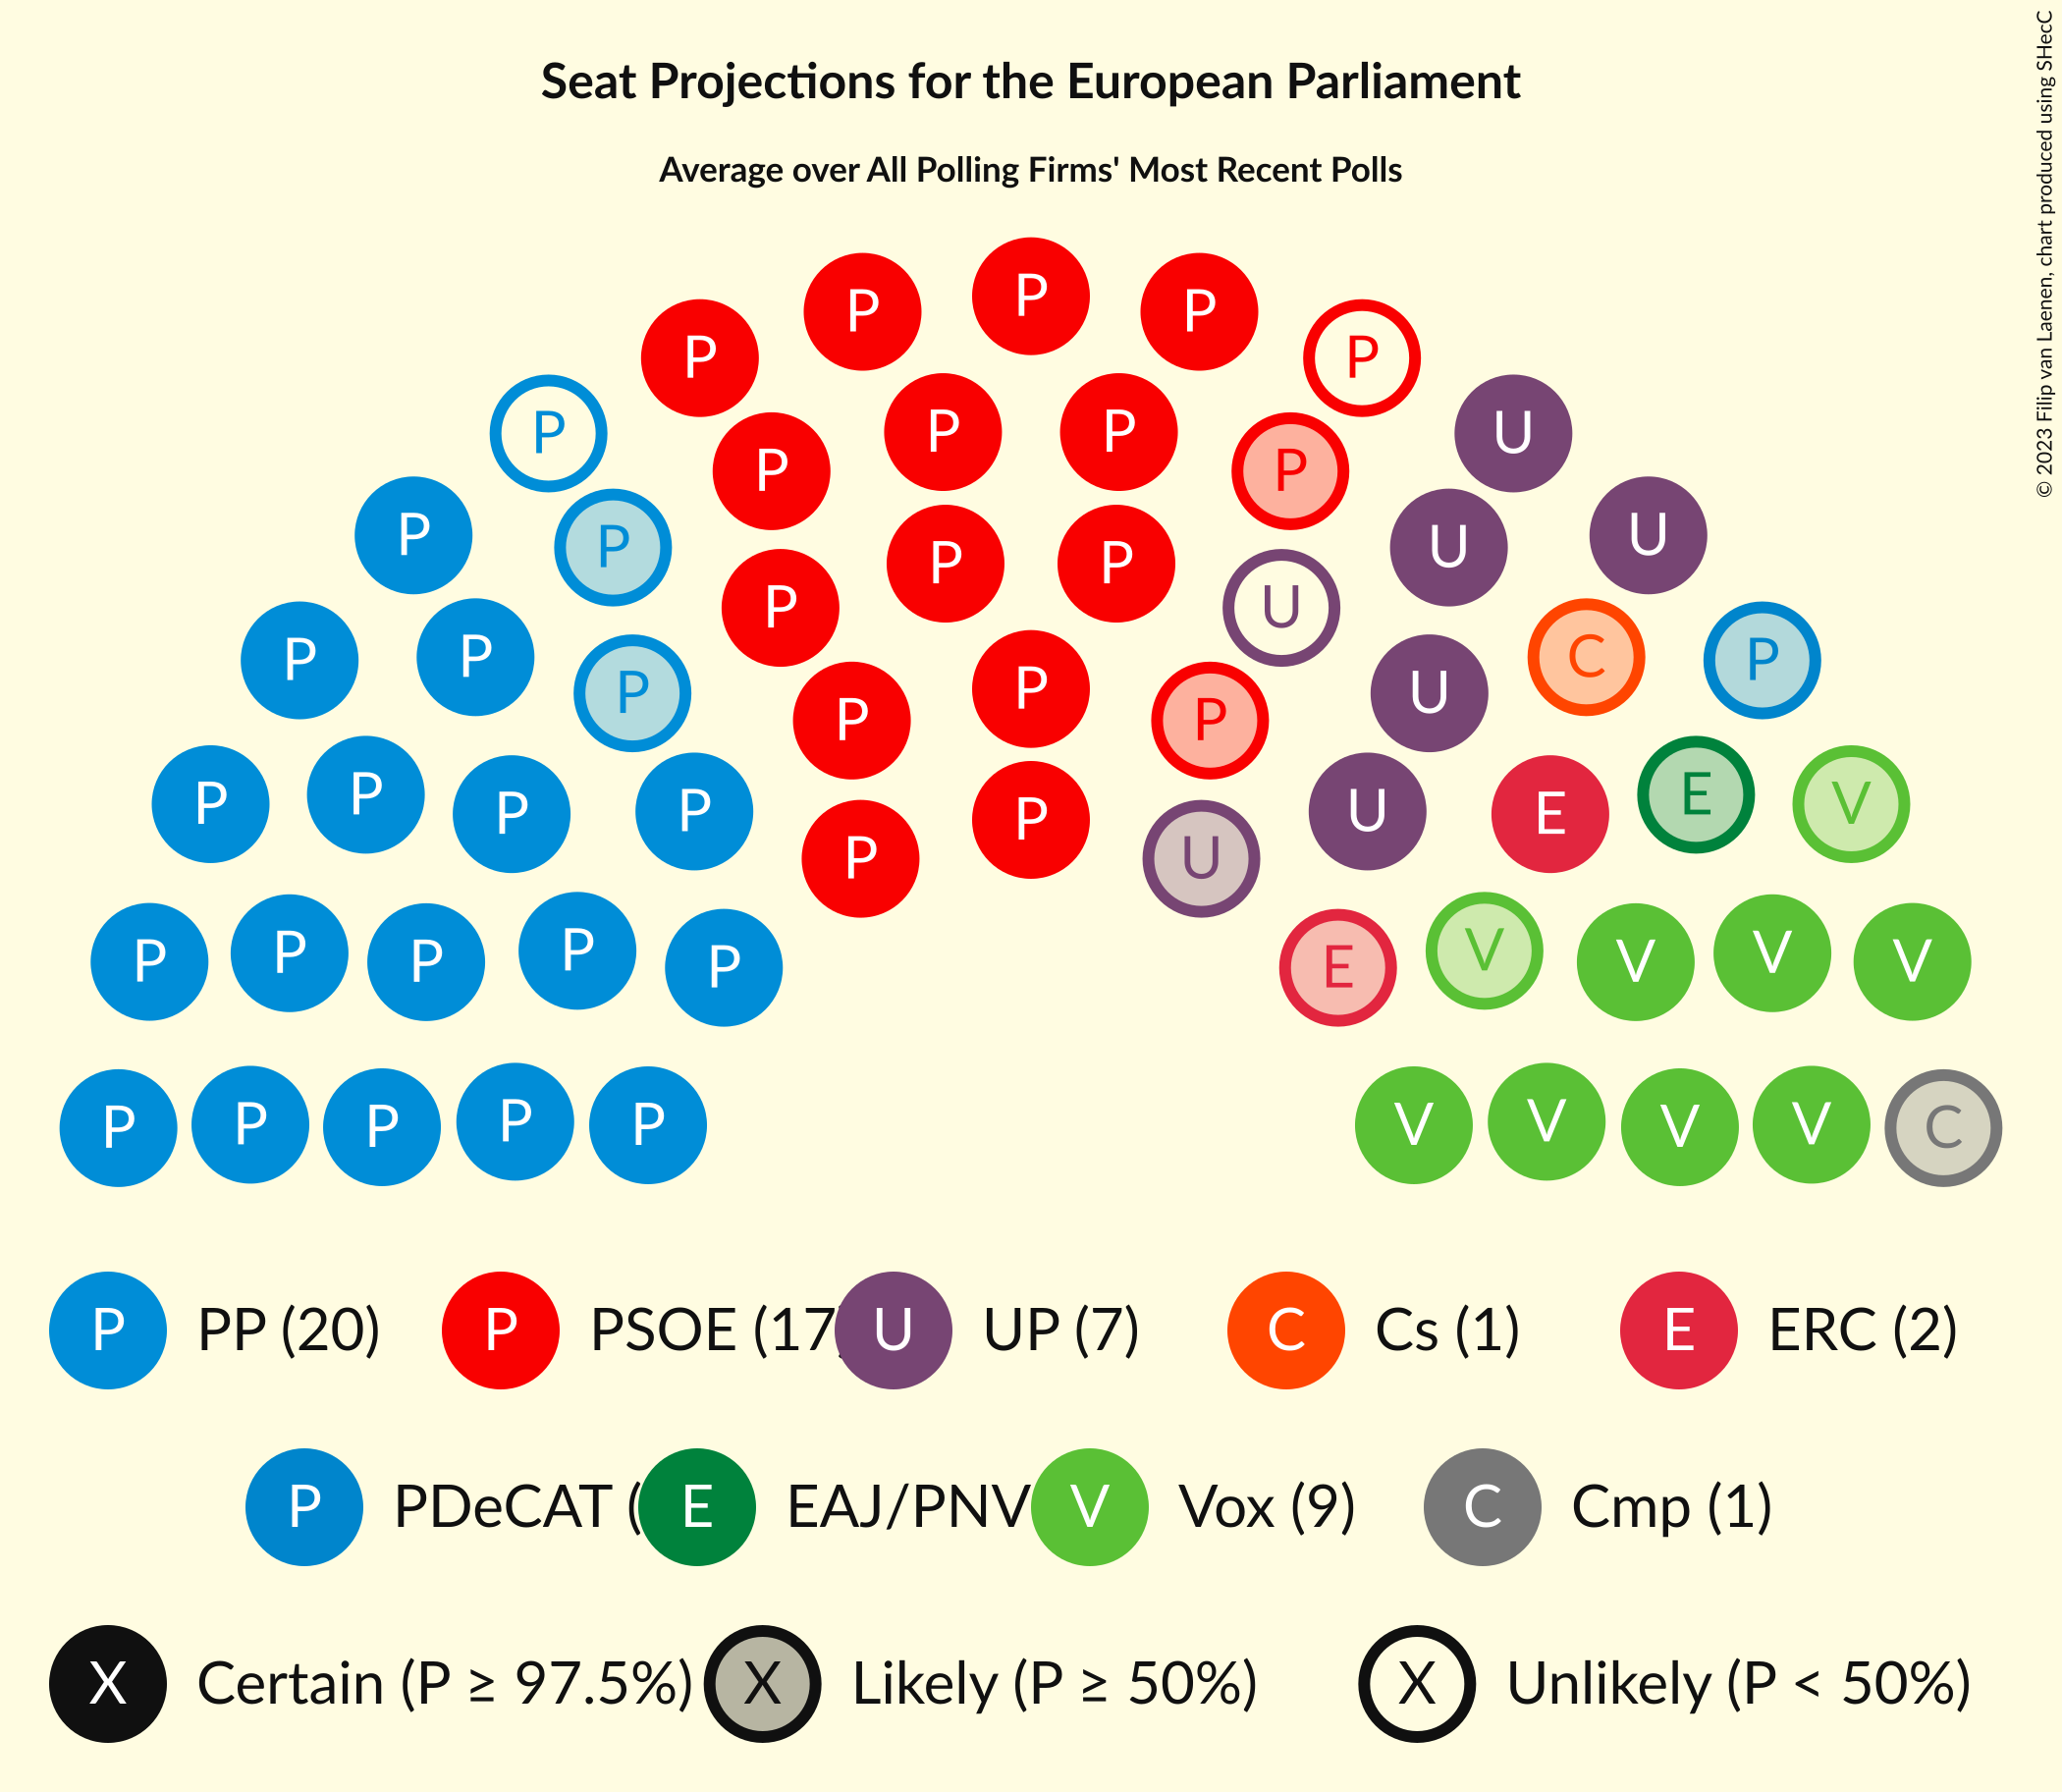 Seat Projections for the European Parliament
Average over All Polling Firms' Most Recent Polls
© 2023 Filip van Laenen, chart produced using SHecC
P
P P
P P
P P P U
P P
P P P P U U
P U
P P P P U C P
P P
P P P P P U E E V
P U
P P P P P E V V V V
P P P P P V V V V C
P PP (20) P PSOE (17 U UP (7) C Cs (1) E ERC (2)
P PDeCAT ( E EAJ/PNV V Vox (9) C Cmp (1)
X Certain (P ≥ 97.5%) X Likely (P ≥ 50%) X Unlikely (P < 50%)